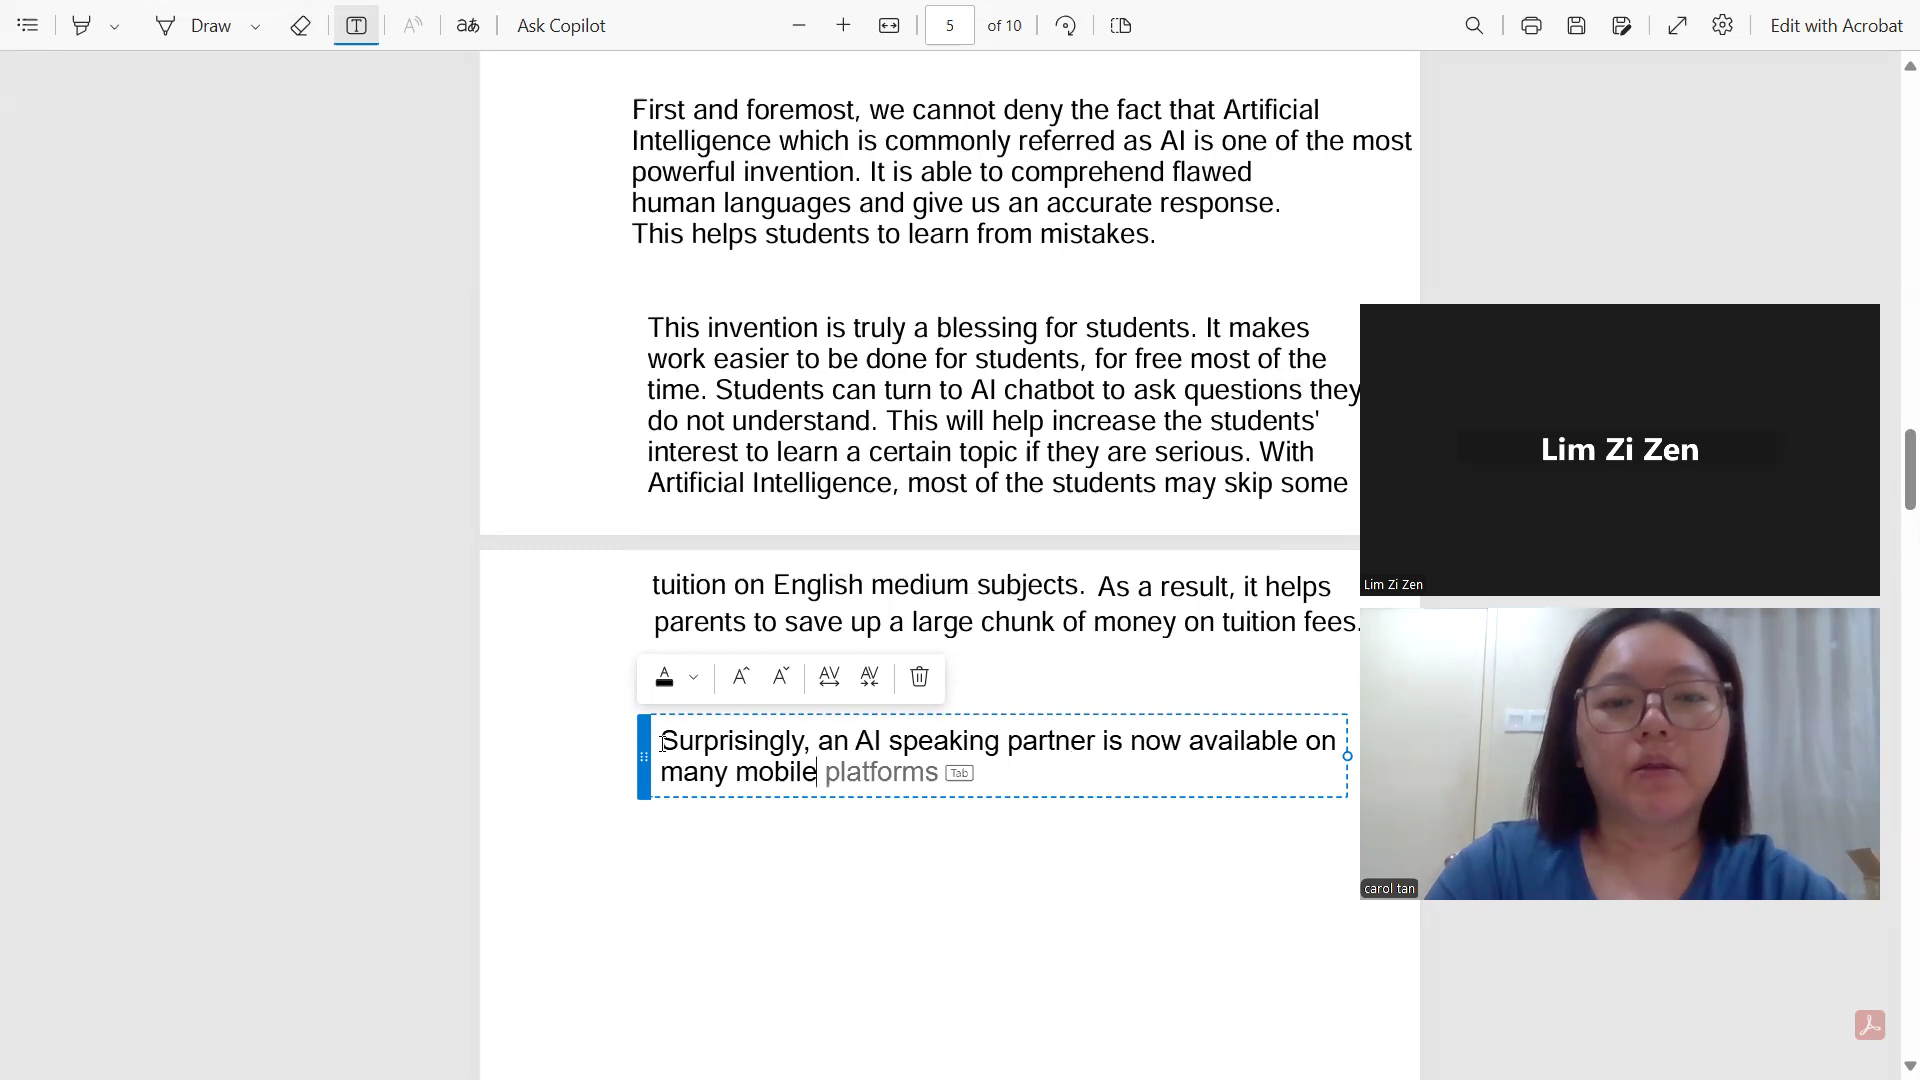 Draw
aあ
Ask Copilot
5 of 10
Edit with Acrobat
First and foremost, we cannot deny the fact that Artificial
Intelligence which is commonly referred as AI is one of the most
powerful invention. It is able to comprehend flawed
human languages and give us an accurate response.
This helps students to learn from mistakes.
This invention is truly a blessing for students. It makes
work easier to be done for students, for free most of the
time. Students can turn to AI chatbot to ask questions they
do not understand. This will help increase the students'
interest to learn a certain topic if they are serious. With
Artificial Intelligence, most of the students may skip some
tuition on English medium subjects. As a result, it helps
parents to save up a large chunk of money on tuition fees.
Surprisingly, an AI speaking partner is now available on
many mobile platforms Tab
Lim Zi Zen
Lim Zi Zen
carol tan